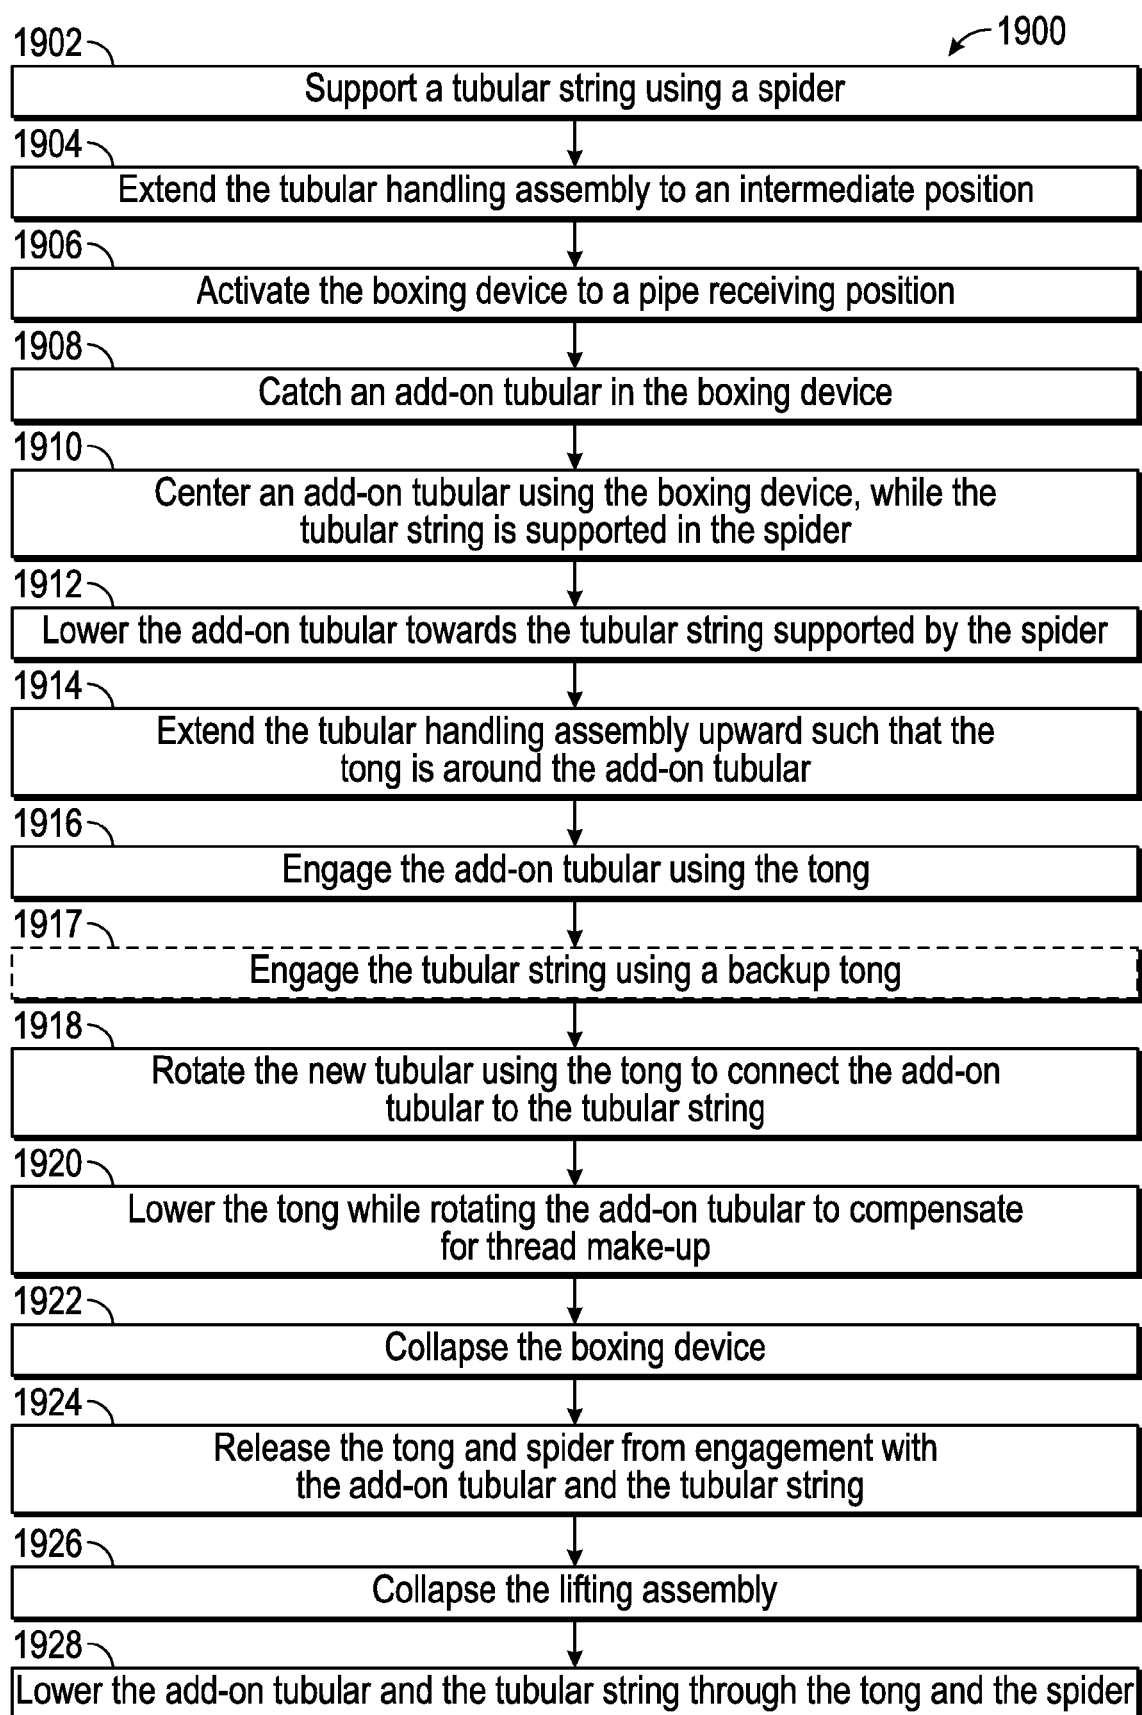 1900
1902
Support a tubular string using a spider
1904
Extend the tubular handling assembly to an intermediate position
1906
Activate the boxing device to a pipe receiving position
1908
Catch an add-on tubular in the boxing device
1910
Center an add-on tubular using the boxing device, while the
tubular string is supported in the spider
1912
Lower the add-on tubular towards the tubular string supported by the spider
1914
Extend the tubular handling assembly upward such that the
tong is around the add-on tubular
1916
Engage the add-on tubular using the tong
1917
Engage the tubular string using a backup tong
1918
Rotate the new tubular using the tong to connect the add-on
tubular to the tubular string
1920
Lower the tong while rotating the add-on tubular to compensate
for thread make-up
1922
Collapse the boxing device
1924
Release the tong and spider from engagement with
the add-on tubular and the tubular string
1926
Collapse the lifting assembly
1928
Lower the add-on tubular and the tubular string through the tong and the spider